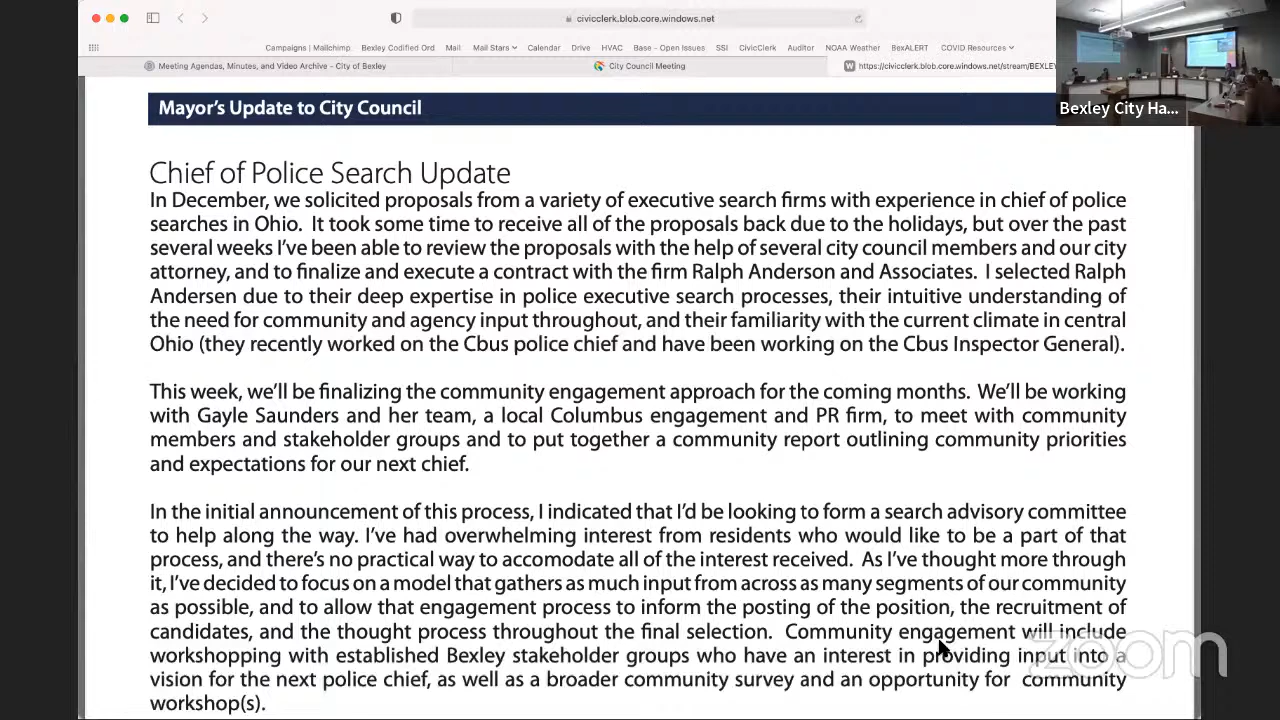 civicclerk.blob.core.windows.net
Campaigns | Mailchimp Bexley Codified Ord Mail Mail Stars Calendar Drive HVAC Base - Open Issues SSI CivicClerk Auditor NOAA Weather BexALERT COVID Resources
Meeting Agendas, Minutes, and Video Archive - City of Bexley City Council Meeting https://civicclerk.blob.core.windows.net/stream/BEXLEY
Bexley City Ha...
Mayor's Update to City Council
Chief of Police Search Update
In December, we solicited proposals from a variety of executive search firms with experience in chief of police
searches in Ohio. It took some time to receive all of the proposals back due to the holidays, but over the past
several weeks I've been able to review the proposals with the help of several city council members and our city
attorney, and to finalize and execute a contract with the firm Ralph Anderson and Associates. I selected Ralph
Andersen due to their deep expertise in police executive search processes, their intuitive understanding of
the need for community and agency input throughout, and their familiarity with the current climate in central
Ohio (they recently worked on the Cbus police chief and have been working on the Cbus Inspector General).
This week, we'll be finalizing the community engagement approach for the coming months. We'll be working
with Gayle Saunders and her team, a local Columbus engagement and PR firm, to meet with community
members and stakeholder groups and to put together a community report outlining community priorities
and expectations for our next chief.
In the initial announcement of this process, I indicated that I'd be looking to form a search advisory committee
to help along the way. I've had overwhelming interest from residents who would like to be a part of that
process, and there's no practical way to accomodate all of the interest received. As I've thought more through
it, I've decided to focus on a model that gathers as much input from across as many segments of our community
as possible, and to allow that engagement process to inform the posting of the position, the recruitment of
candidates, and the thought process throughout the final selection. Community engagement will include
workshopping with established Bexley stakeholder groups who have an interest in providing input into a
vision for the next police chief, as well as a broader community survey and an opportunity for community
workshop(s).
zoom